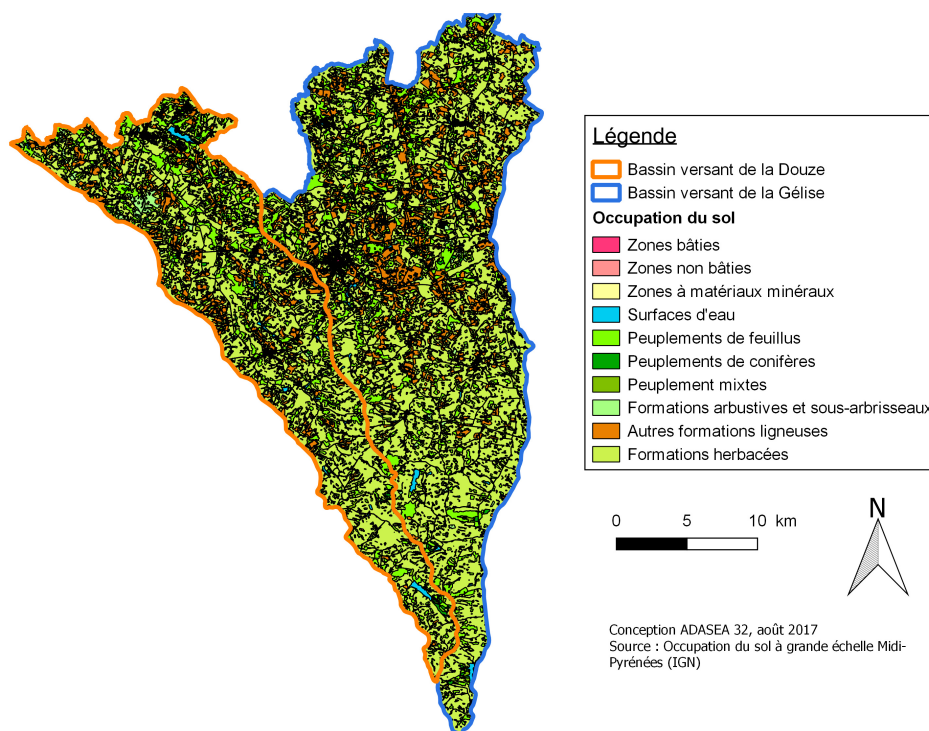 Légende
Bassin versant de la Douze
Bassin versant de la Gélise
Occupation du sol
Zones bâties
Zones non bâties
Zones à matériaux minéraux
Surfaces d'eau
Peuplements de feuillus
Peuplements de conifères
Peuplement mixtes
Formations arbustives et sous-arbrisseaux
Autres formations ligneuses
Formations herbacées
0 5 10 km
N
Conception ADASEA 32, août 2017
Source : Occupation du sol à grande échelle Midi-
Pyrénées (IGN)